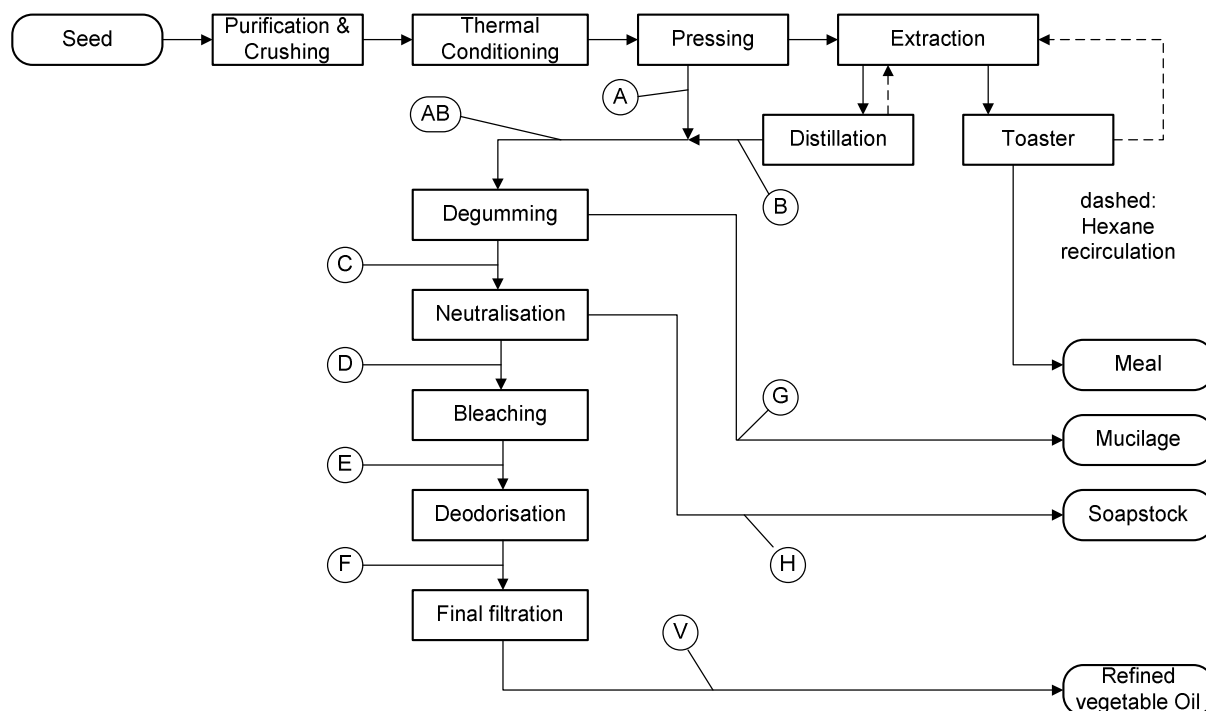 Seed
Purification &
Crushing
Thermal
Conditioning
Pressing
Extraction
A
AB
Distillation
Toaster
B
Degumming
dashed:
Hexane
recirculation
C
Neutralisation
D
Meal
Bleaching
G
Mucilage
E
Deodorisation
Soapstock
F
H
Final filtration
V
Refined
vegetable Oil